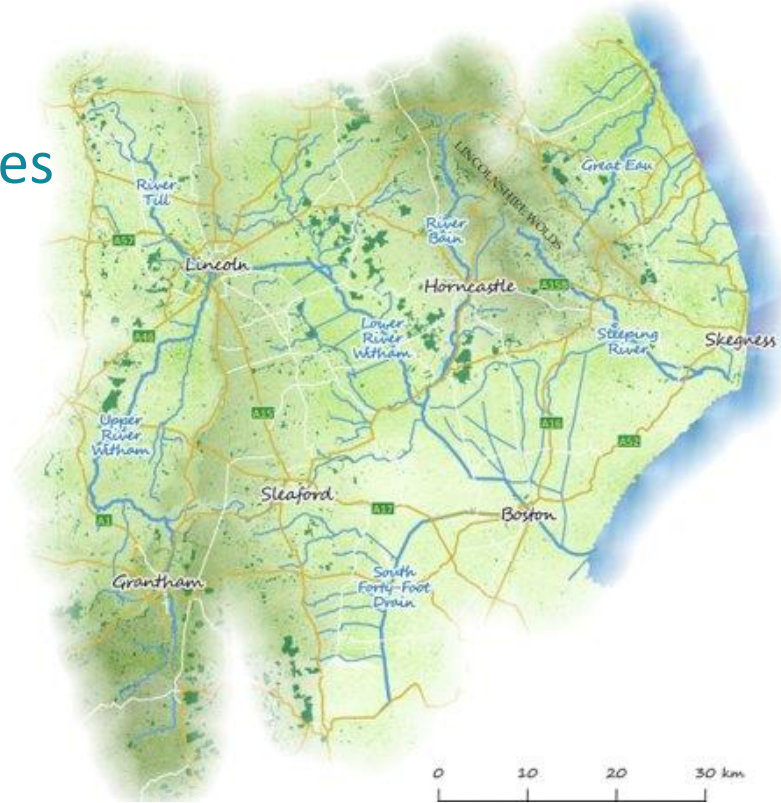 es
Great Eau
River
Till
LINCOLNSHIRE WOLDS
River
Bain
A57
Lincoln
Horncastle
A158
A46
Lower
River
Witham
Steeping
River
Skegness
A15
A16
Upper
River
Witham
A52
Sleaford
A17
Boston
A1
South
Forty-Foot
Drain
Grantham
0 10 20 30 km